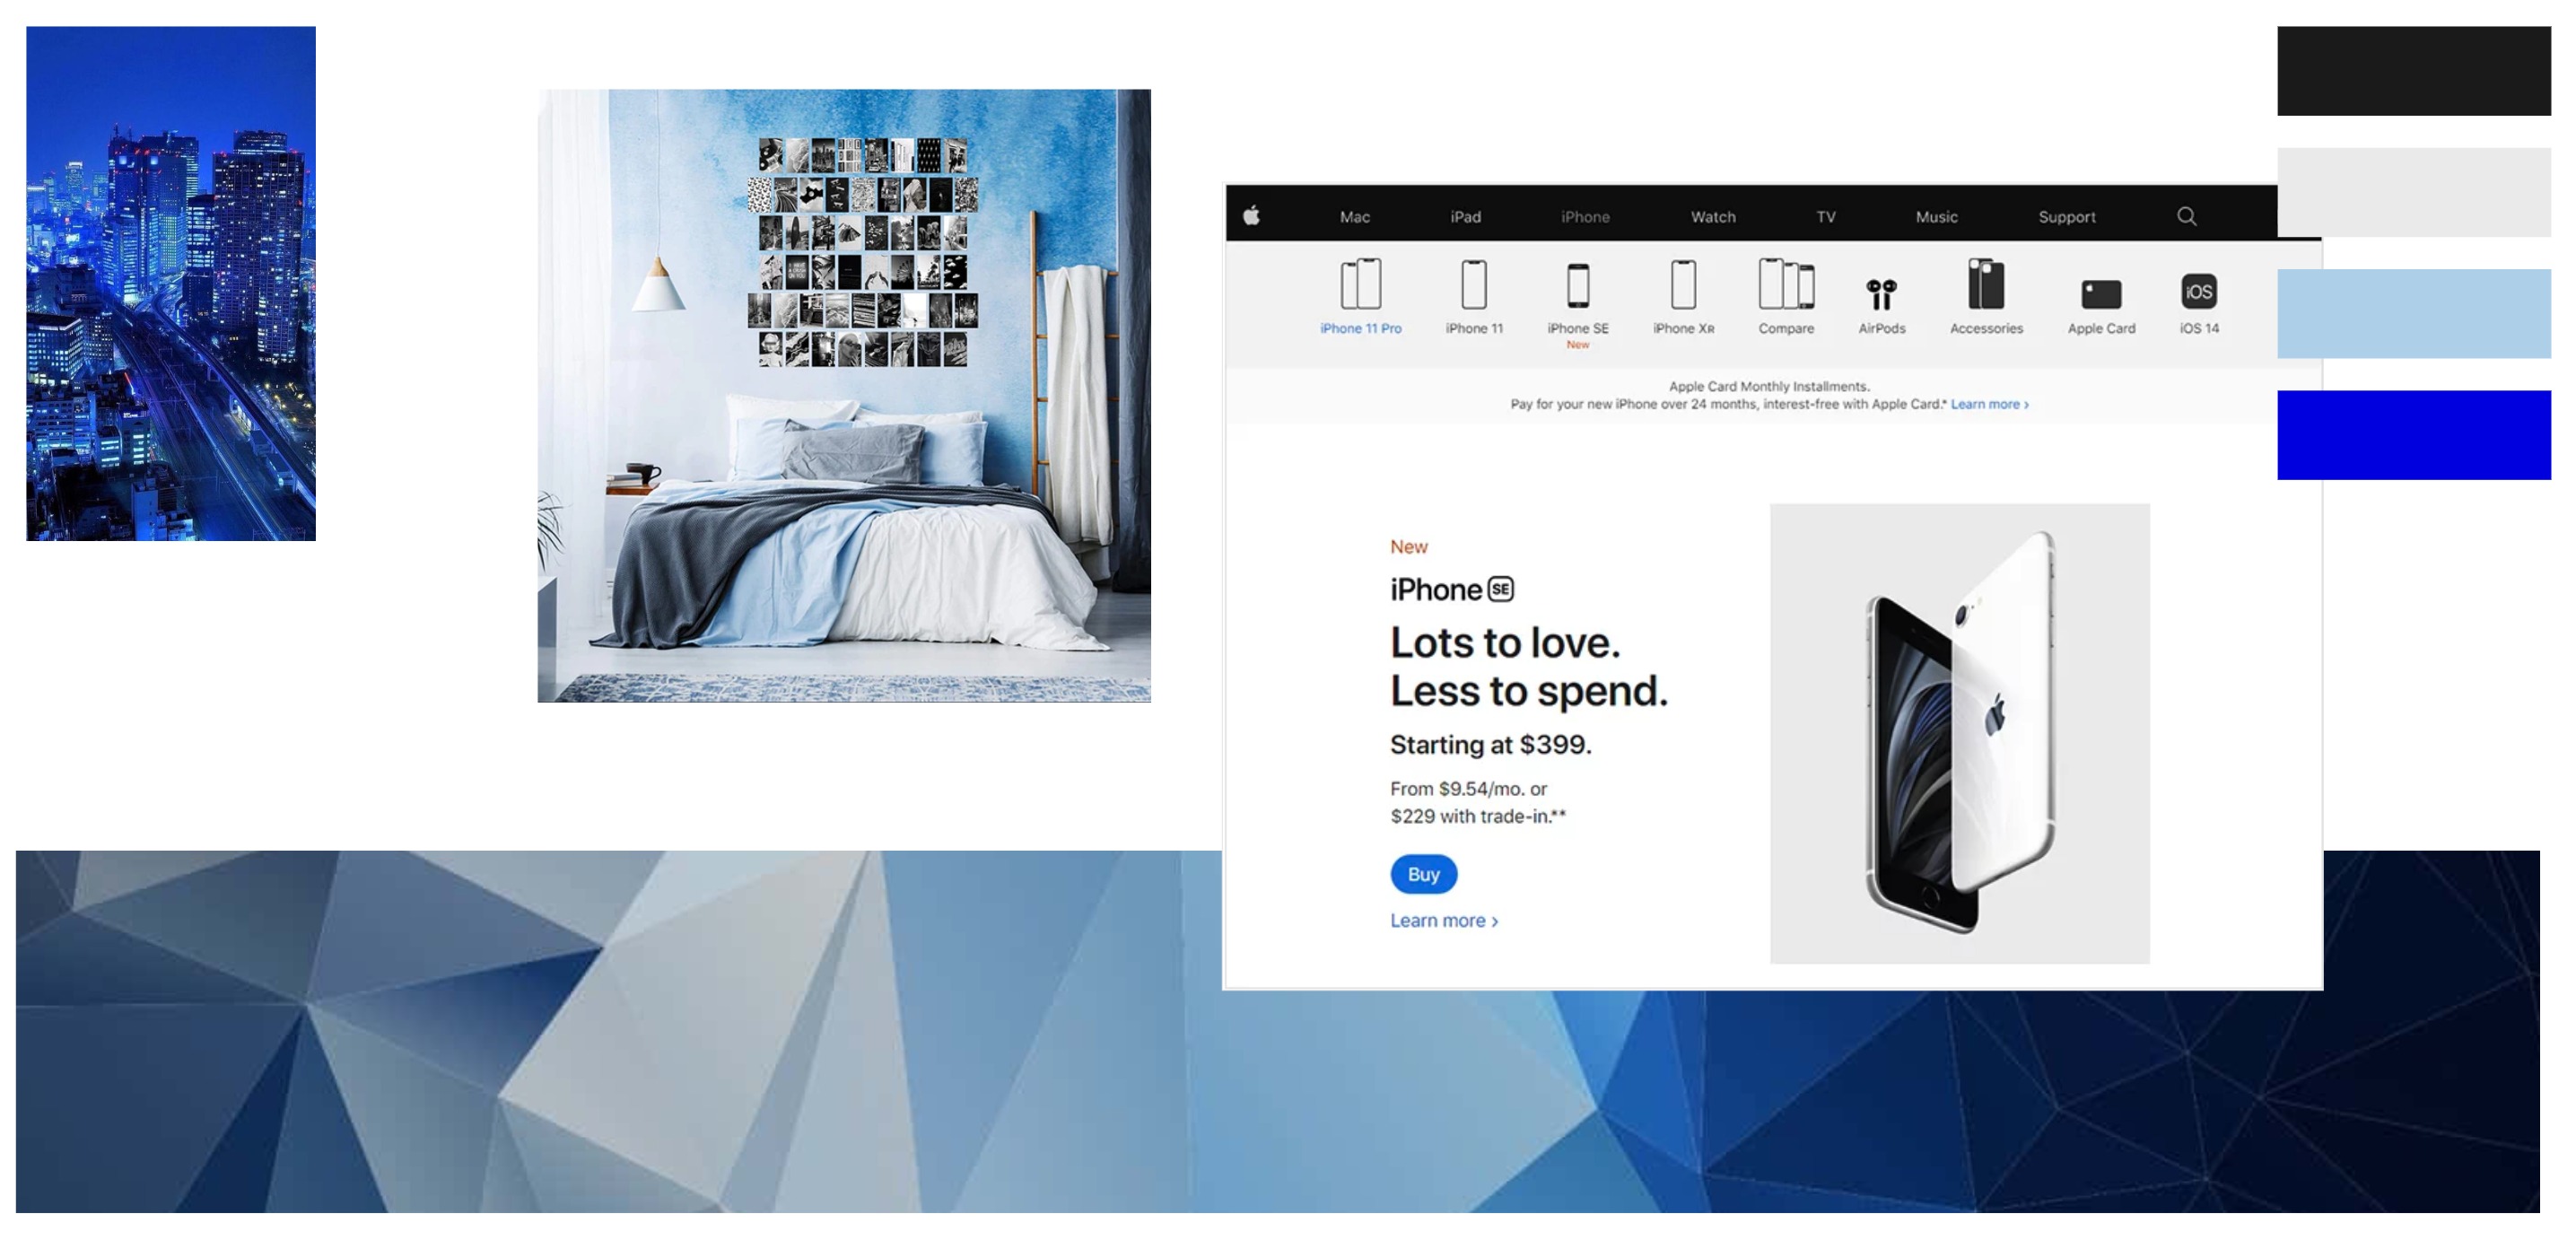 Mac iPad iPhone Watch TV Music Support
iPhone 11 Pro iPhone 11 iPhone SE iPhone XR Compare AirPods Accessories Apple Card iOS 14
iOS
New
Apple Card Monthly Installments.
Pay for your new iPhone over 24 months, interest-free with Apple Card.* Learn more >
New
iPhone SE
Lots to love.
Less to spend.
Starting at $399.
From $9.54/mo. or
$229 with trade-in.**
Buy
Learn more >